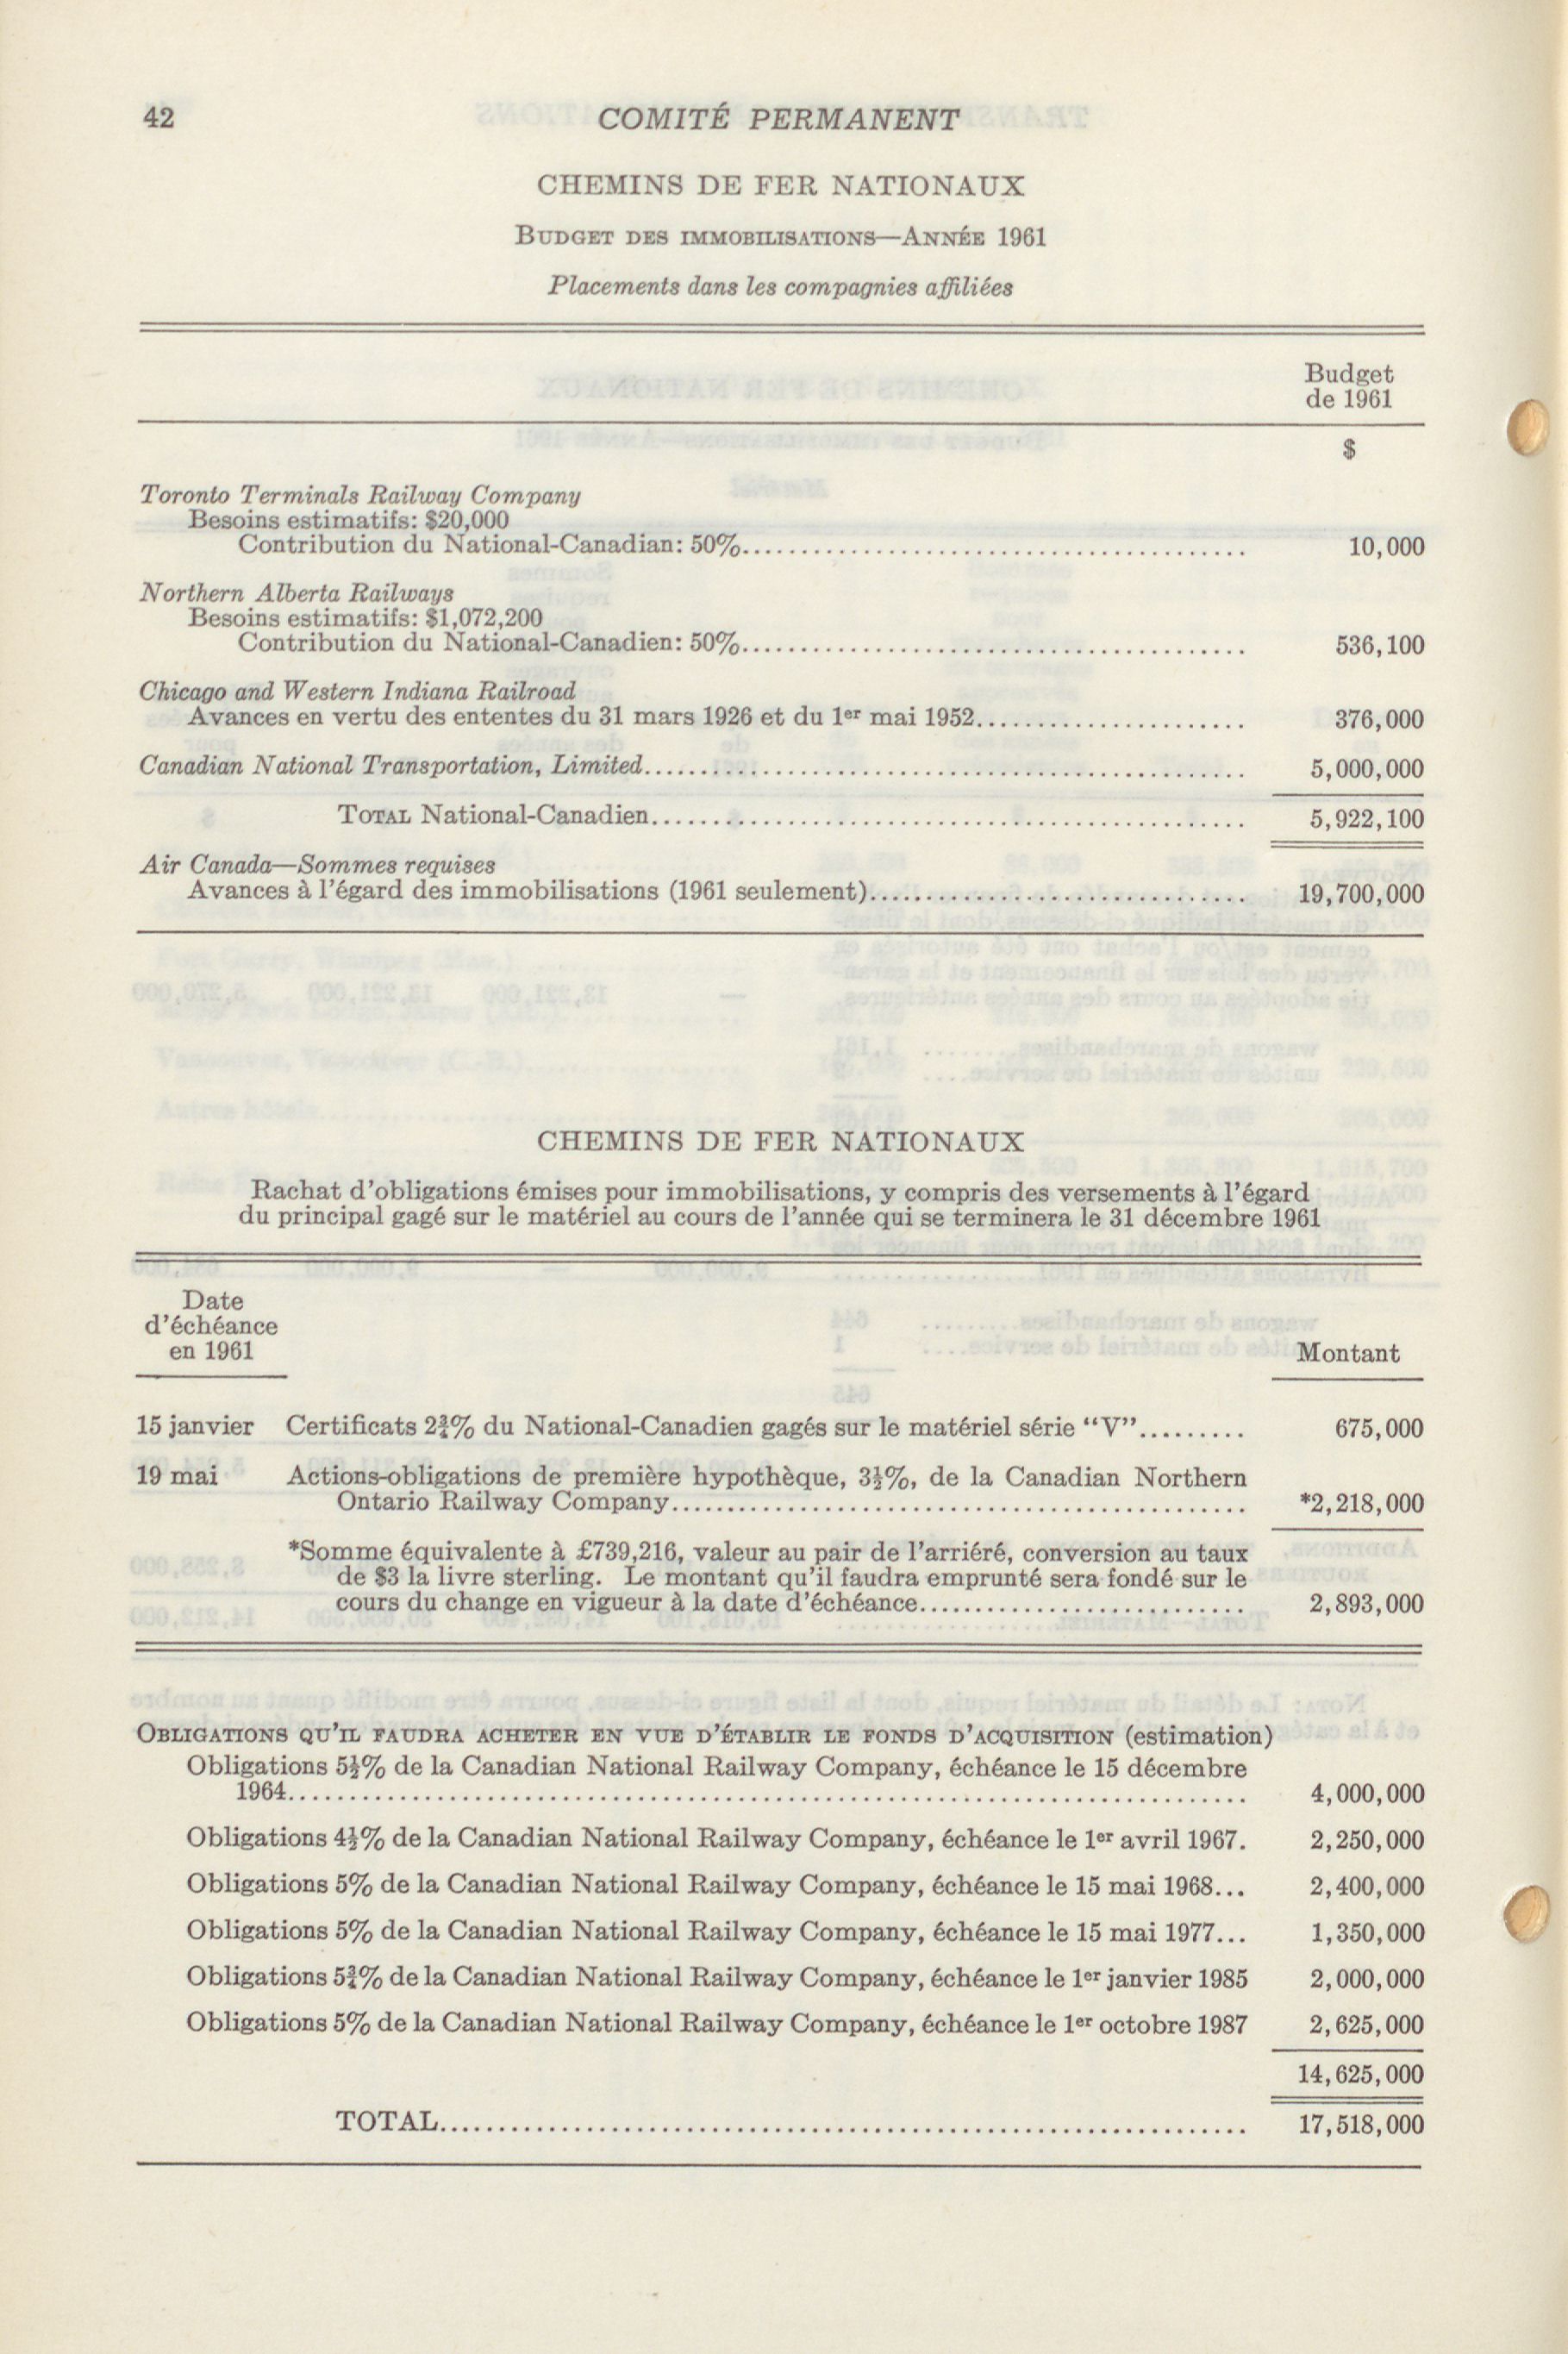 42
COMITÉ PERMANENT
CHEMINS DE FER NATIONAUX
BUDGET DES IMMOBILISATIONS—ANNÉE 1961
Placements dans les compagnies affiliées
Budget
de 1961
$
Toronto Terminals Railway Company
Besoins estimatifs: $20,000
Contribution du National-Canadian: 50%.......... 10,000
Northern Alberta Railways
Besoins estimatifs: $1,072,200
Contribution du National-Canadien: 50%.......... 536,100
Chicago and Western Indiana Railroad
Avances en vertu des ententes du 31 mars 1926 et du 1er mai 1952.......... 376,000
Canadian National Transportation, Limited.......... 5,000,000
TOTAL National-Canadien.......... 5,922,100
Air Canada—Sommes requises
Avances à l'égard des immobilisations (1961 seulement).......... 19,700,000
CHEMINS DE FER NATIONAUX
Rachat d'obligations émises pour immobilisations, y compris des versements à l'égard
du principal gagé sur le matériel au cours de l'année qui se terminera le 31 décembre 1961
Date
d'échéance
en 1961
Montant
15 janvier Certificats 2¾% du National-Canadien gagés sur le matériel série "V"......... 675,000
19 mai Actions-obligations de première hypothèque, 3½%, de la Canadian Northern
Ontario Railway Company.......... *2,218,000
*Somme équivalente à £739,216, valeur au pair de l'arriéré, conversion au taux
de $3 la livre sterling. Le montant qu'il faudra emprunté sera fondé sur le
cours du change en vigueur à la date d'échéance.......... 2,893,000
OBLIGATIONS QU'IL FAUDRA ACHETER EN VUE D'ÉTABLIR LE FONDS D'ACQUISITION (estimation)
Obligations 5½% de la Canadian National Railway Company, échéance le 15 décembre
1964.......... 4,000,000
Obligations 4½% de la Canadian National Railway Company, échéance le 1er avril 1967. 2,250,000
Obligations 5% de la Canadian National Railway Company, échéance le 15 mai 1968... 2,400,000
Obligations 5% de la Canadian National Railway Company, échéance le 15 mai 1977... 1,350,000
Obligations 5¾% de la Canadian National Railway Company, échéance le 1er janvier 1985 2,000,000
Obligations 5% de la Canadian National Railway Company, échéance le 1er octobre 1987 2,625,000
14,625,000
TOTAL.......... 17,518,000